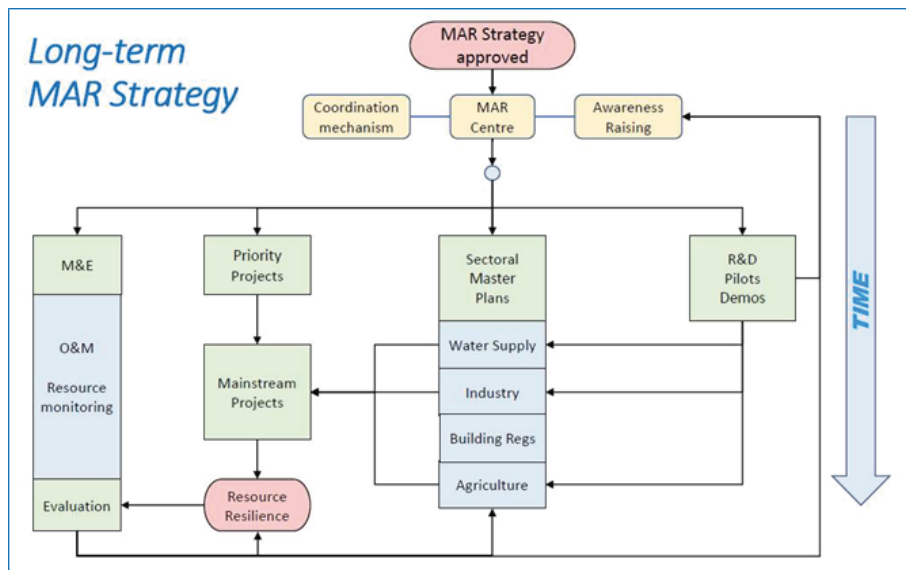 Long-term
MAR Strategy
MAR Strategy
approved
Coordination
mechanism
MAR
Centre
Awareness
Raising
M&E
Priority
Projects
Sectoral
Master
Plans
R&D
Pilots
Demos
TIME
O&M
Resource
monitoring
Mainstream
Projects
Water Supply
Industry
Building Regs
Agriculture
Evaluation
Resource
Resilience